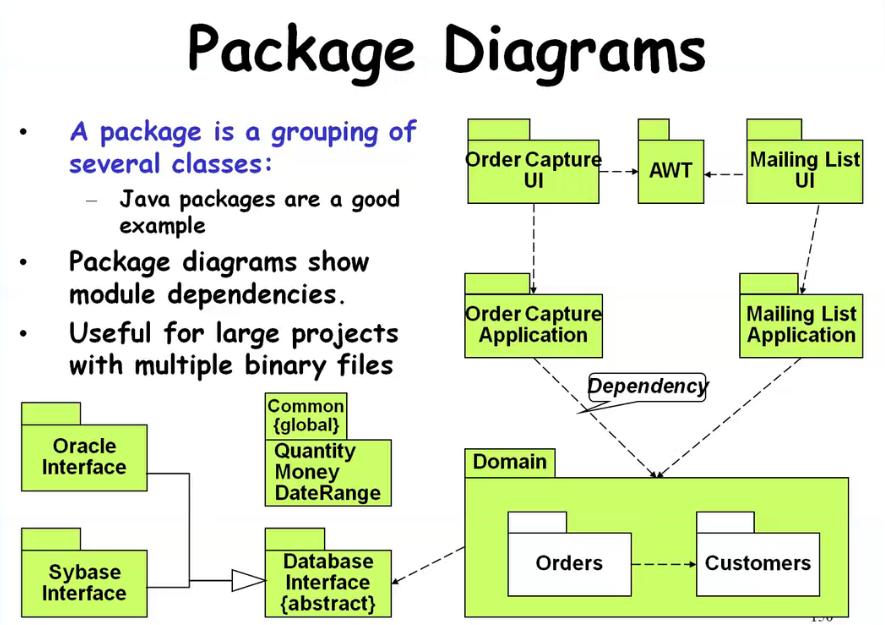 Package Diagrams
• A package is a grouping of
several classes:
– Java packages are a good
example
• Package diagrams show
module dependencies.
• Useful for large projects
with multiple binary files
Order Capture
UI
AWT
Mailing List
UI
Order Capture
Application
Mailing List
Application
Dependency
Oracle
Interface
Common
{global}
Quantity
Money
DateRange
Sybase
Interface
Database
Interface
{abstract}
Domain
Orders
Customers